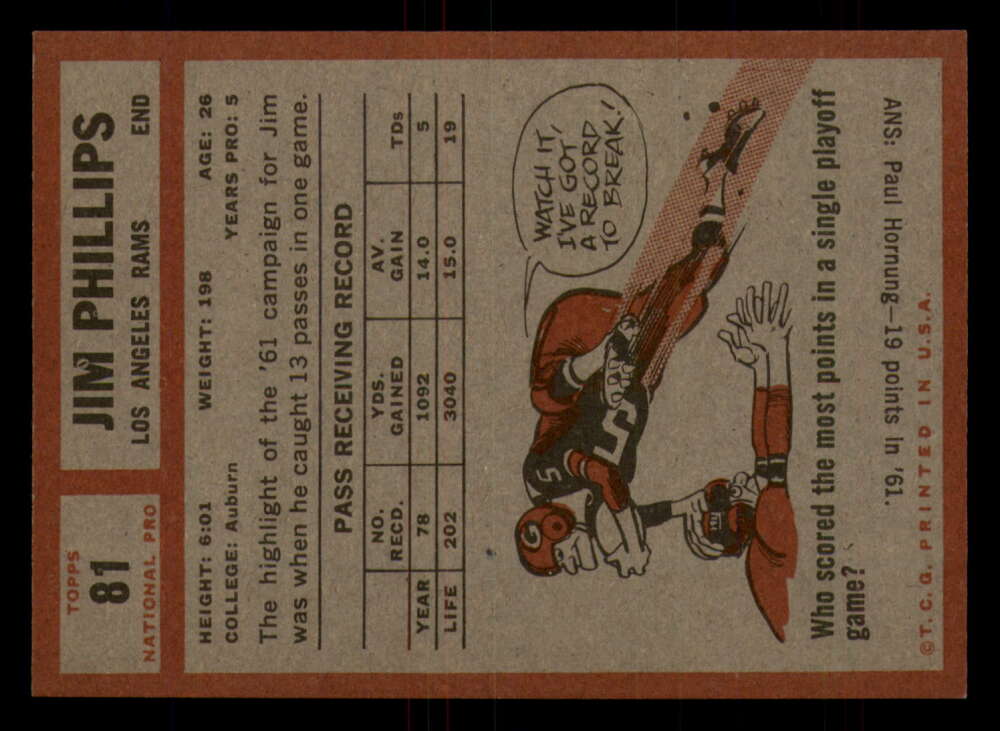 TOPPS
81
NATIONAL PRO
JIM PHILLIPS
LOS ANGELES RAMS END
HEIGHT: 6:01 WEIGHT: 198 AGE: 26
COLLEGE: Auburn YEARS PRO: 5
The highlight of the '61 campaign for Jim
was when he caught 13 passes in one game.
PASS RECEIVING RECORD
NO. RECD. YDS. GAINED AV. GAIN TDs
YEAR 78 1092 14.0 5
LIFE 202 3040 15.0 19
WATCH IT,
I'VE GOT
A RECORD
TO BREAK!
G
5
5
Who scored the most points in a single playoff
game?
ANS: Paul Hornung—19 points in '61.
©T.C.G. PRINTED IN U.S.A.